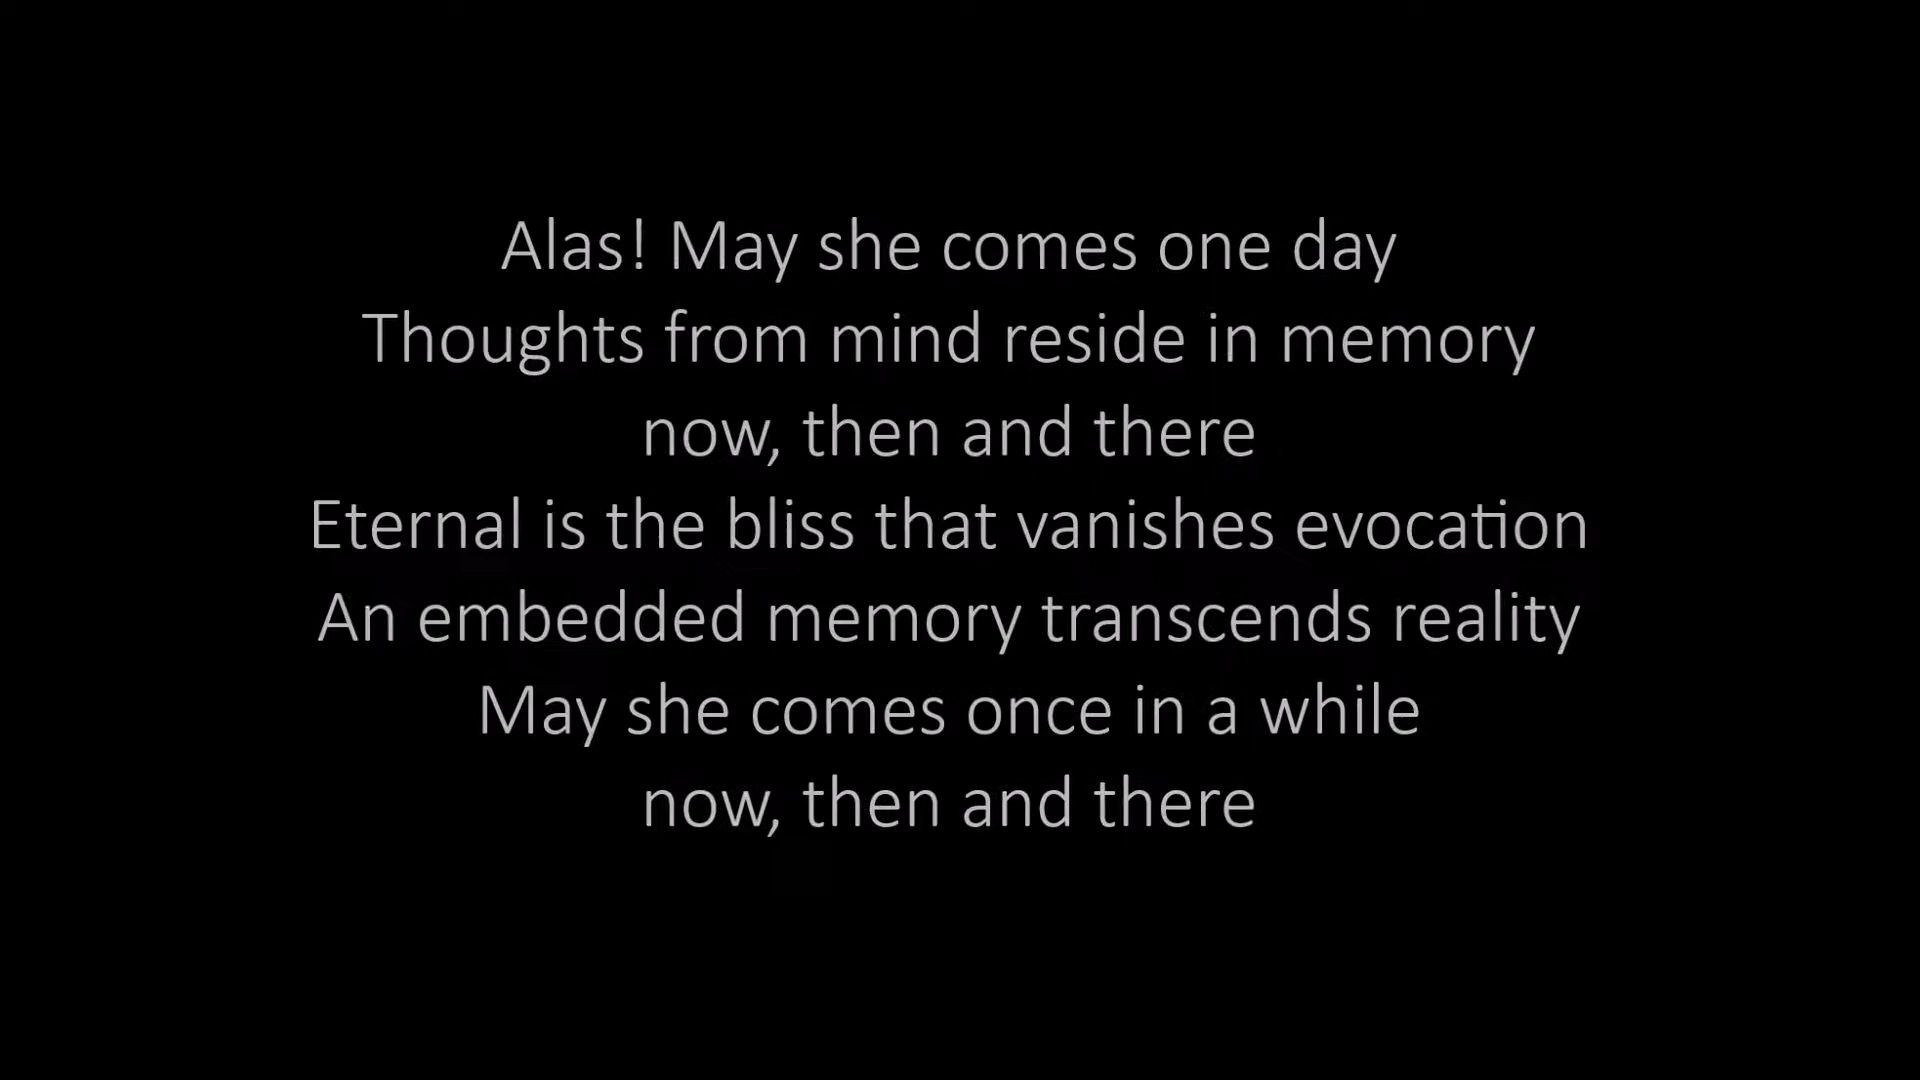 Alas! May she comes one day
Thoughts from mind reside in memory
now, then and there
Eternal is the bliss that vanishes evocation
An embedded memory transcends reality
May she comes once in a while
now, then and there